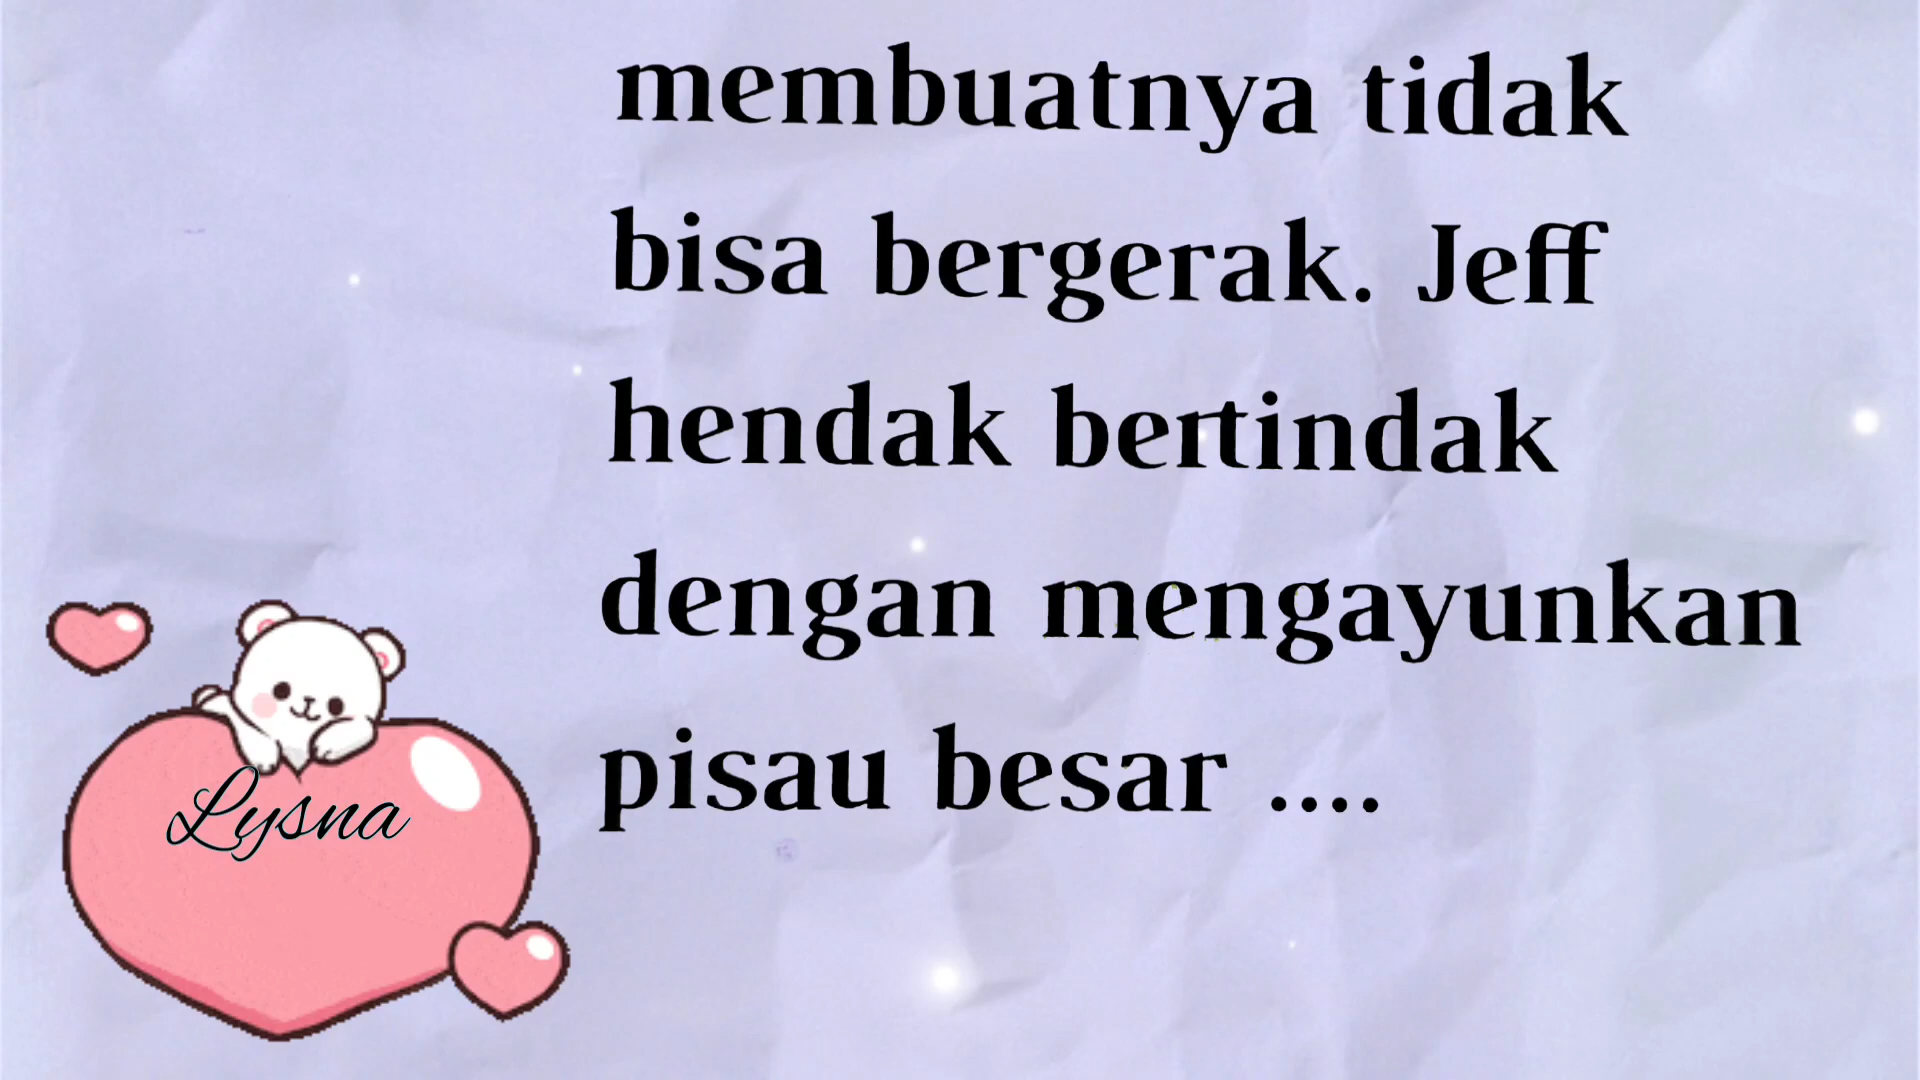 membuatnya tidak
bisa bergerak. Jeff
hendak bertindak
dengan mengayunkan
pisau besar ....
Lysna